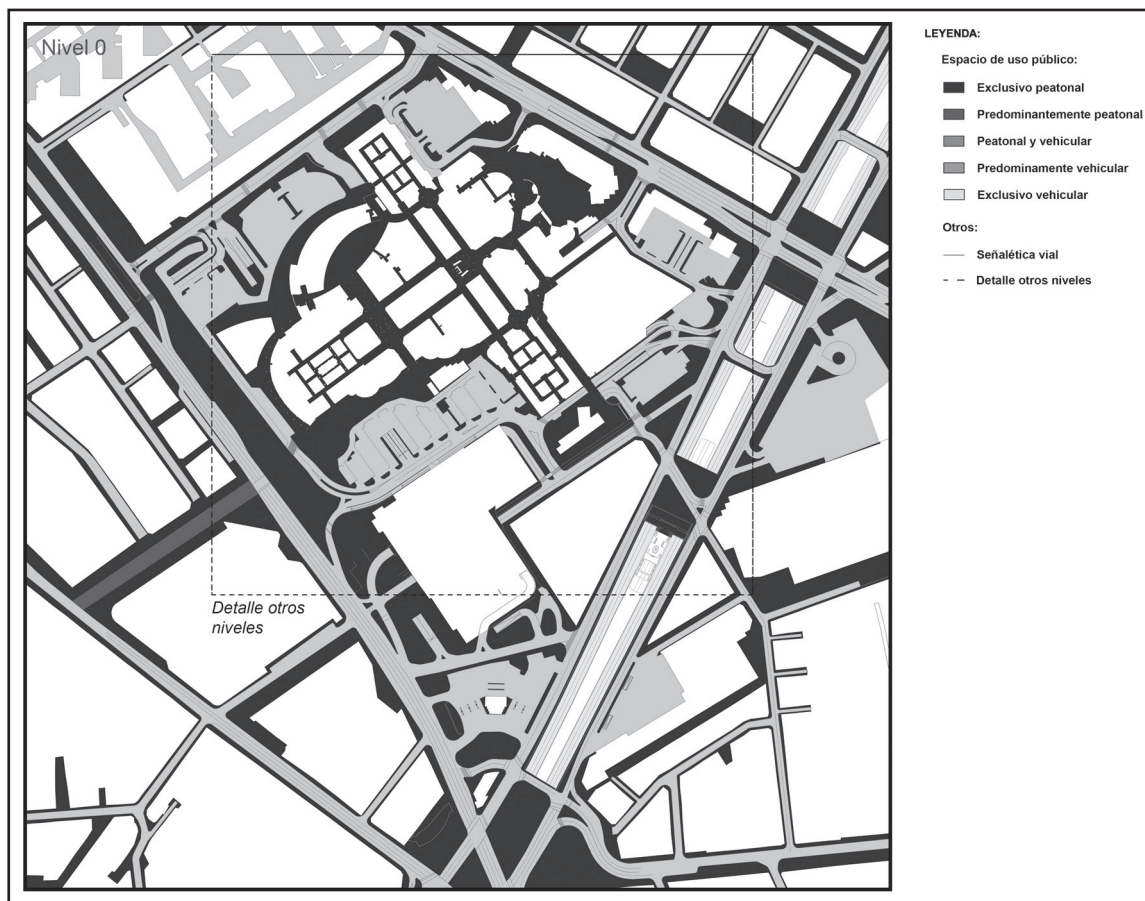 Nivel 0
Detalle otros
niveles
LEYENDA:
Espacio de uso público:
Exclusivo peatonal
Predominantemente peatonal
Peatonal y vehicular
Predominamente vehicular
Exclusivo vehicular
Otros:
Señalética vial
Detalle otros niveles